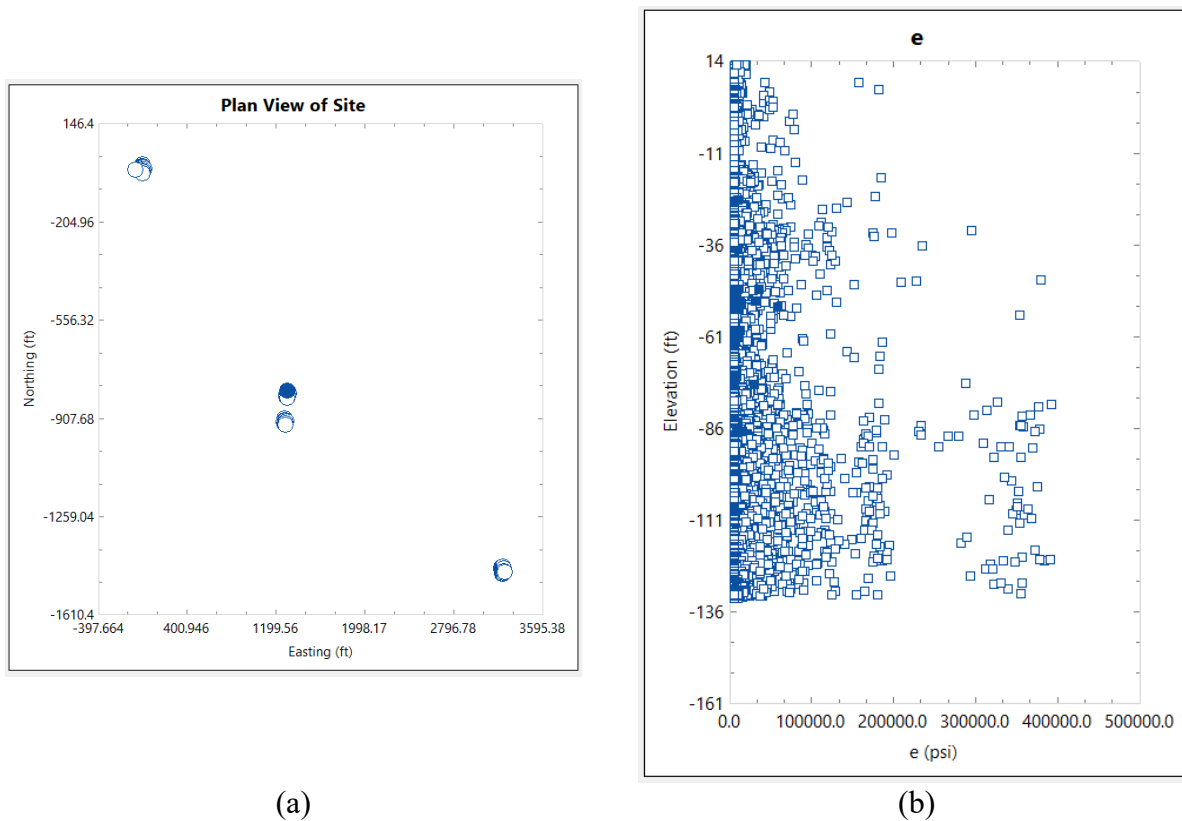 Plan View of Site
146.4
-204.96
-556.32
-907.68
-1259.04
-1610.4
Northing (ft)
-397.664 400.946 1199.56 1998.17 2796.78 3595.38
Easting (ft)
(a)
e
14
-11
-36
-61
-86
-111
-136
-161
Elevation (ft)
0.0 100000.0 200000.0 300000.0 400000.0 500000.0
e (psi)
(b)